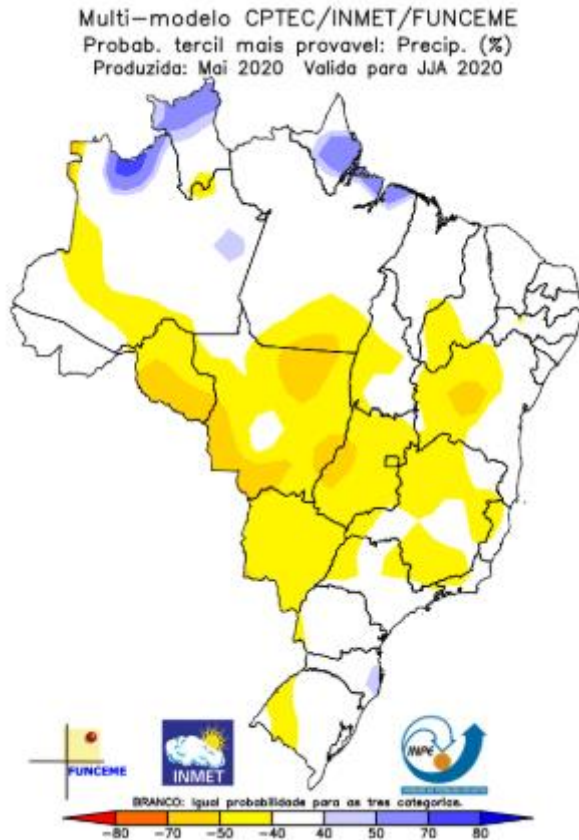 Multi-modelo CPTEC/INMET/FUNCEME
Probab. tercil mais provavel: Precip. (%)
Produzida: Mai 2020 Valida para JJA 2020
FUNCEME
INMET
INPE
BRANCO: Igual probabilidade para as tres categorias.
-80 -70 -50 -40 40 50 70 80